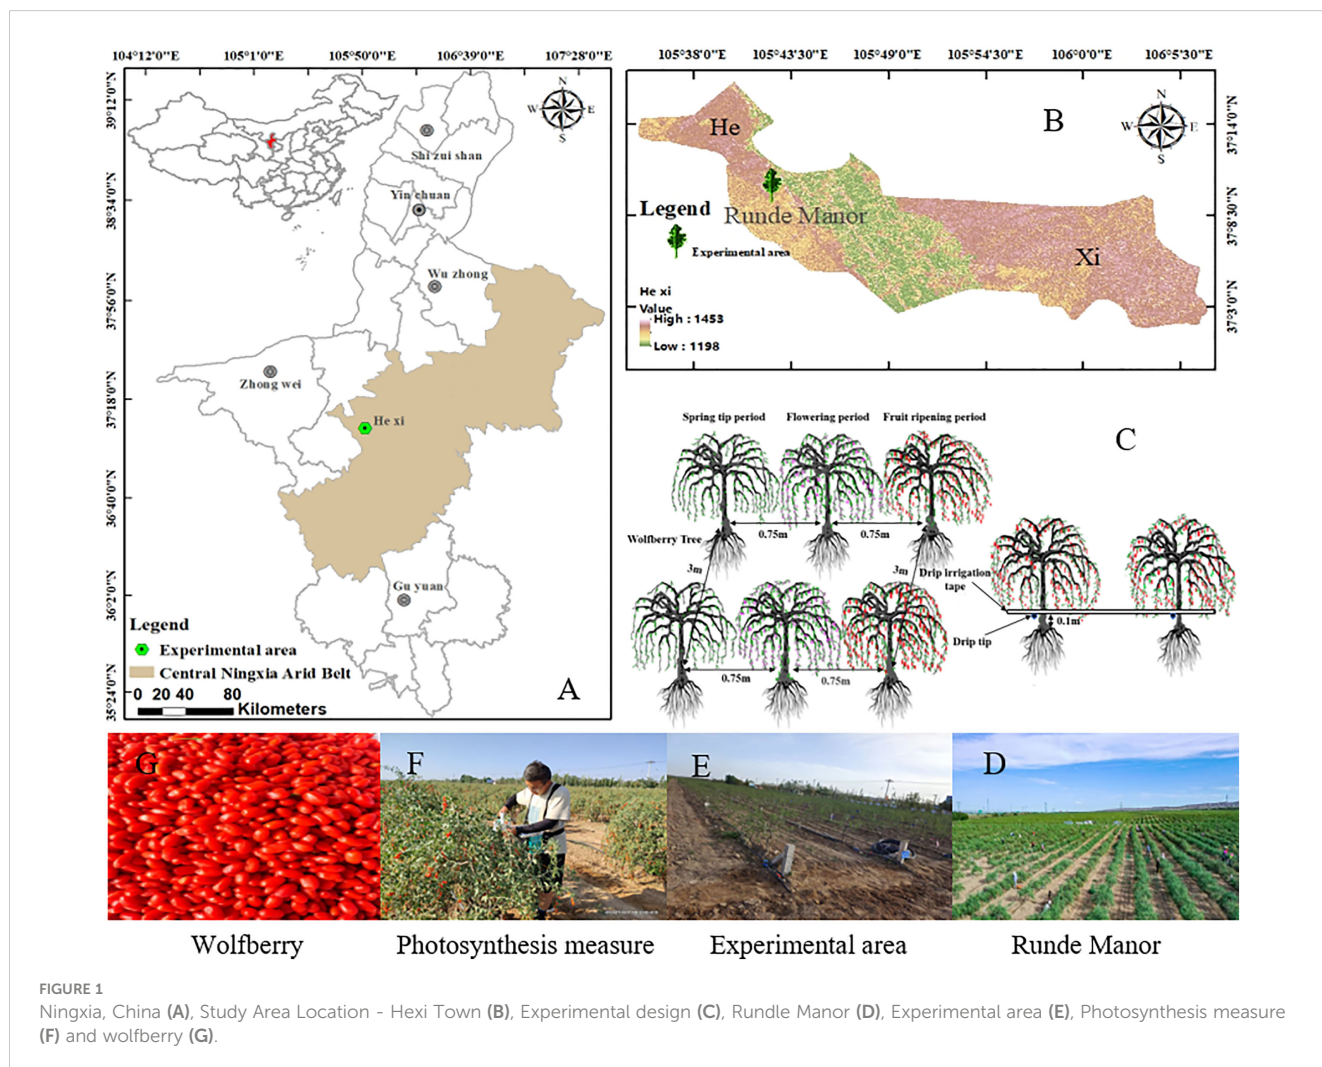 104°12'0"E 105°1'0"E 105°50'0"E 106°39'0"E 107°28'0"E
39°12'0"N
38°34'0"N
37°56'0"N
37°18'0"N
36°40'0"N
36°2'0"N
35°24'0"N
N
W E
S
Shi zui shan
Yin chuan
Wu zhong
Zhong wei
He xi
Gu yuan
Legend
Experimental area
Central Ningxia Arid Belt
0 20 40 80
Kilometers
A
105°38'0"E 105°43'30"E 105°49'0"E 105°54'30"E 106°0'0"E 106°5'30"E
37°14'0"N
37°8'30"N
37°3'0"N
B
N
W E
S
He
Runde Manor
Xi
Legend
Experimental area
He xi
Value
High : 1453
Low : 1198
Spring tip period Flowering period Fruit ripening period
C
0.75m 0.75m
Wolfberry Tree
3m 3m
0.75m 0.75m
Drip irrigation
tape
0.1m
Drip tip
G F E D
Wolfberry Photosynthesis measure Experimental area Runde Manor
FIGURE 1
Ningxia, China (A), Study Area Location - Hexi Town (B), Experimental design (C), Rundle Manor (D), Experimental area (E), Photosynthesis measure
(F) and wolfberry (G).